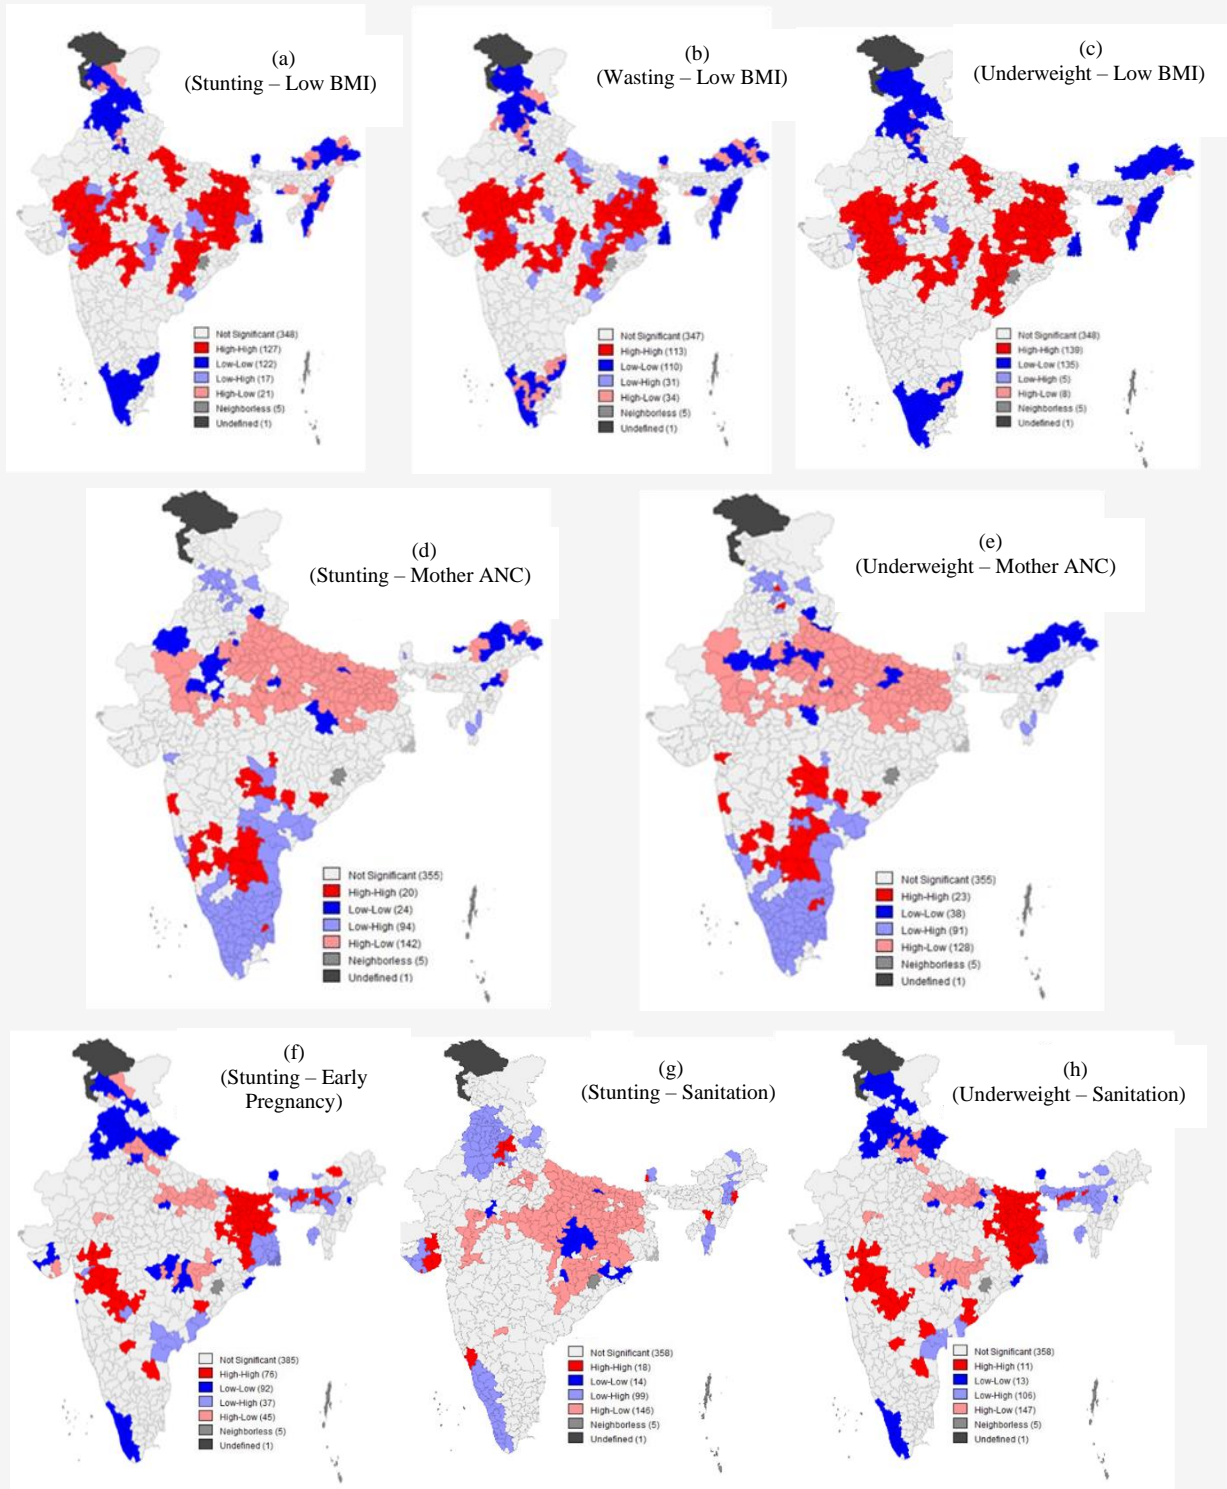 (a)
(Stunting – Low BMI)
Not Significant (348)
High-High (127)
Low-Low (122)
Low-High (17)
High-Low (21)
Neighborless (5)
Undefined (1)
(b)
(Wasting – Low BMI)
Not Significant (347)
High-High (113)
Low-Low (110)
Low-High (31)
High-Low (34)
Neighborless (5)
Undefined (1)
(c)
(Underweight – Low BMI)
Not Significant (348)
High-High (139)
Low-Low (135)
Low-High (5)
High-Low (8)
Neighborless (5)
Undefined (1)
(d)
(Stunting – Mother ANC)
Not Significant (355)
High-High (20)
Low-Low (24)
Low-High (94)
High-Low (142)
Neighborless (5)
Undefined (1)
(e)
(Underweight – Mother ANC)
Not Significant (355)
High-High (23)
Low-Low (38)
Low-High (91)
High-Low (128)
Neighborless (5)
Undefined (1)
(f)
(Stunting – Early
Pregnancy)
Not Significant (385)
High-High (76)
Low-Low (92)
Low-High (37)
High-Low (45)
Neighborless (5)
Undefined (1)
(g)
(Stunting – Sanitation)
Not Significant (358)
High-High (18)
Low-Low (14)
Low-High (99)
High-Low (146)
Neighborless (5)
Undefined (1)
(h)
(Underweight – Sanitation)
Not Significant (358)
High-High (11)
Low-Low (13)
Low-High (106)
High-Low (147)
Neighborless (5)
Undefined (1)